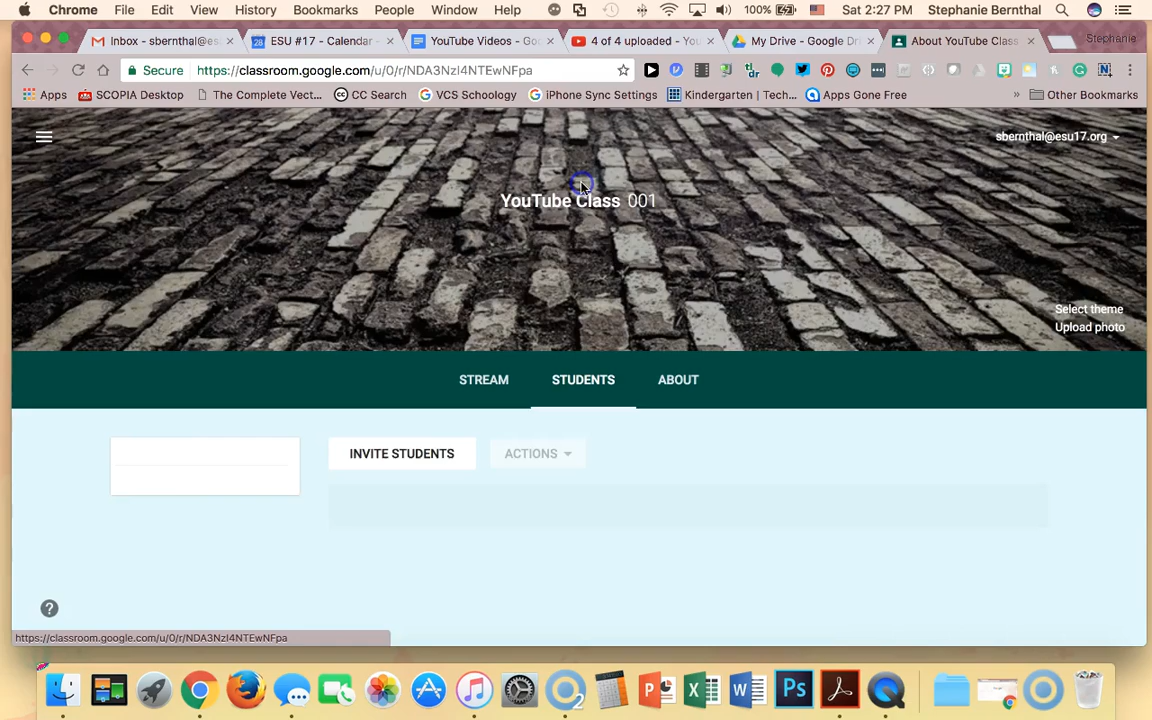 Chrome File Edit View History Bookmarks People Window Help 100% Sat 2:27 PM Stephanie Bernthal
Inbox - sbernthal@es ESU #17 - Calendar - YouTube Videos - Go 4 of 4 uploaded - You My Drive - Google Dri About YouTube Class Stephanie
Secure https://classroom.google.com/u/0/r/NDA3NzI4NTEwNFpa
Apps SCOPIA Desktop The Complete Vect... CC Search VCS Schoology iPhone Sync Settings Kindergarten | Tech... Apps Gone Free » Other Bookmarks
sbernthal@esu17.org
YouTube Class 001
Select theme
Upload photo
STREAM STUDENTS ABOUT
INVITE STUDENTS ACTIONS
?
https://classroom.google.com/u/0/r/NDA3NzI4NTEwNFpa